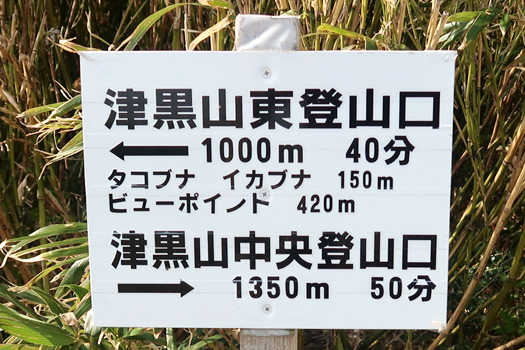 津黒山東登山口
← 1000m 40分
タコブナ イカブナ 150m
ビューポイント 420m
津黒山中央登山口
→ 1350m 50分